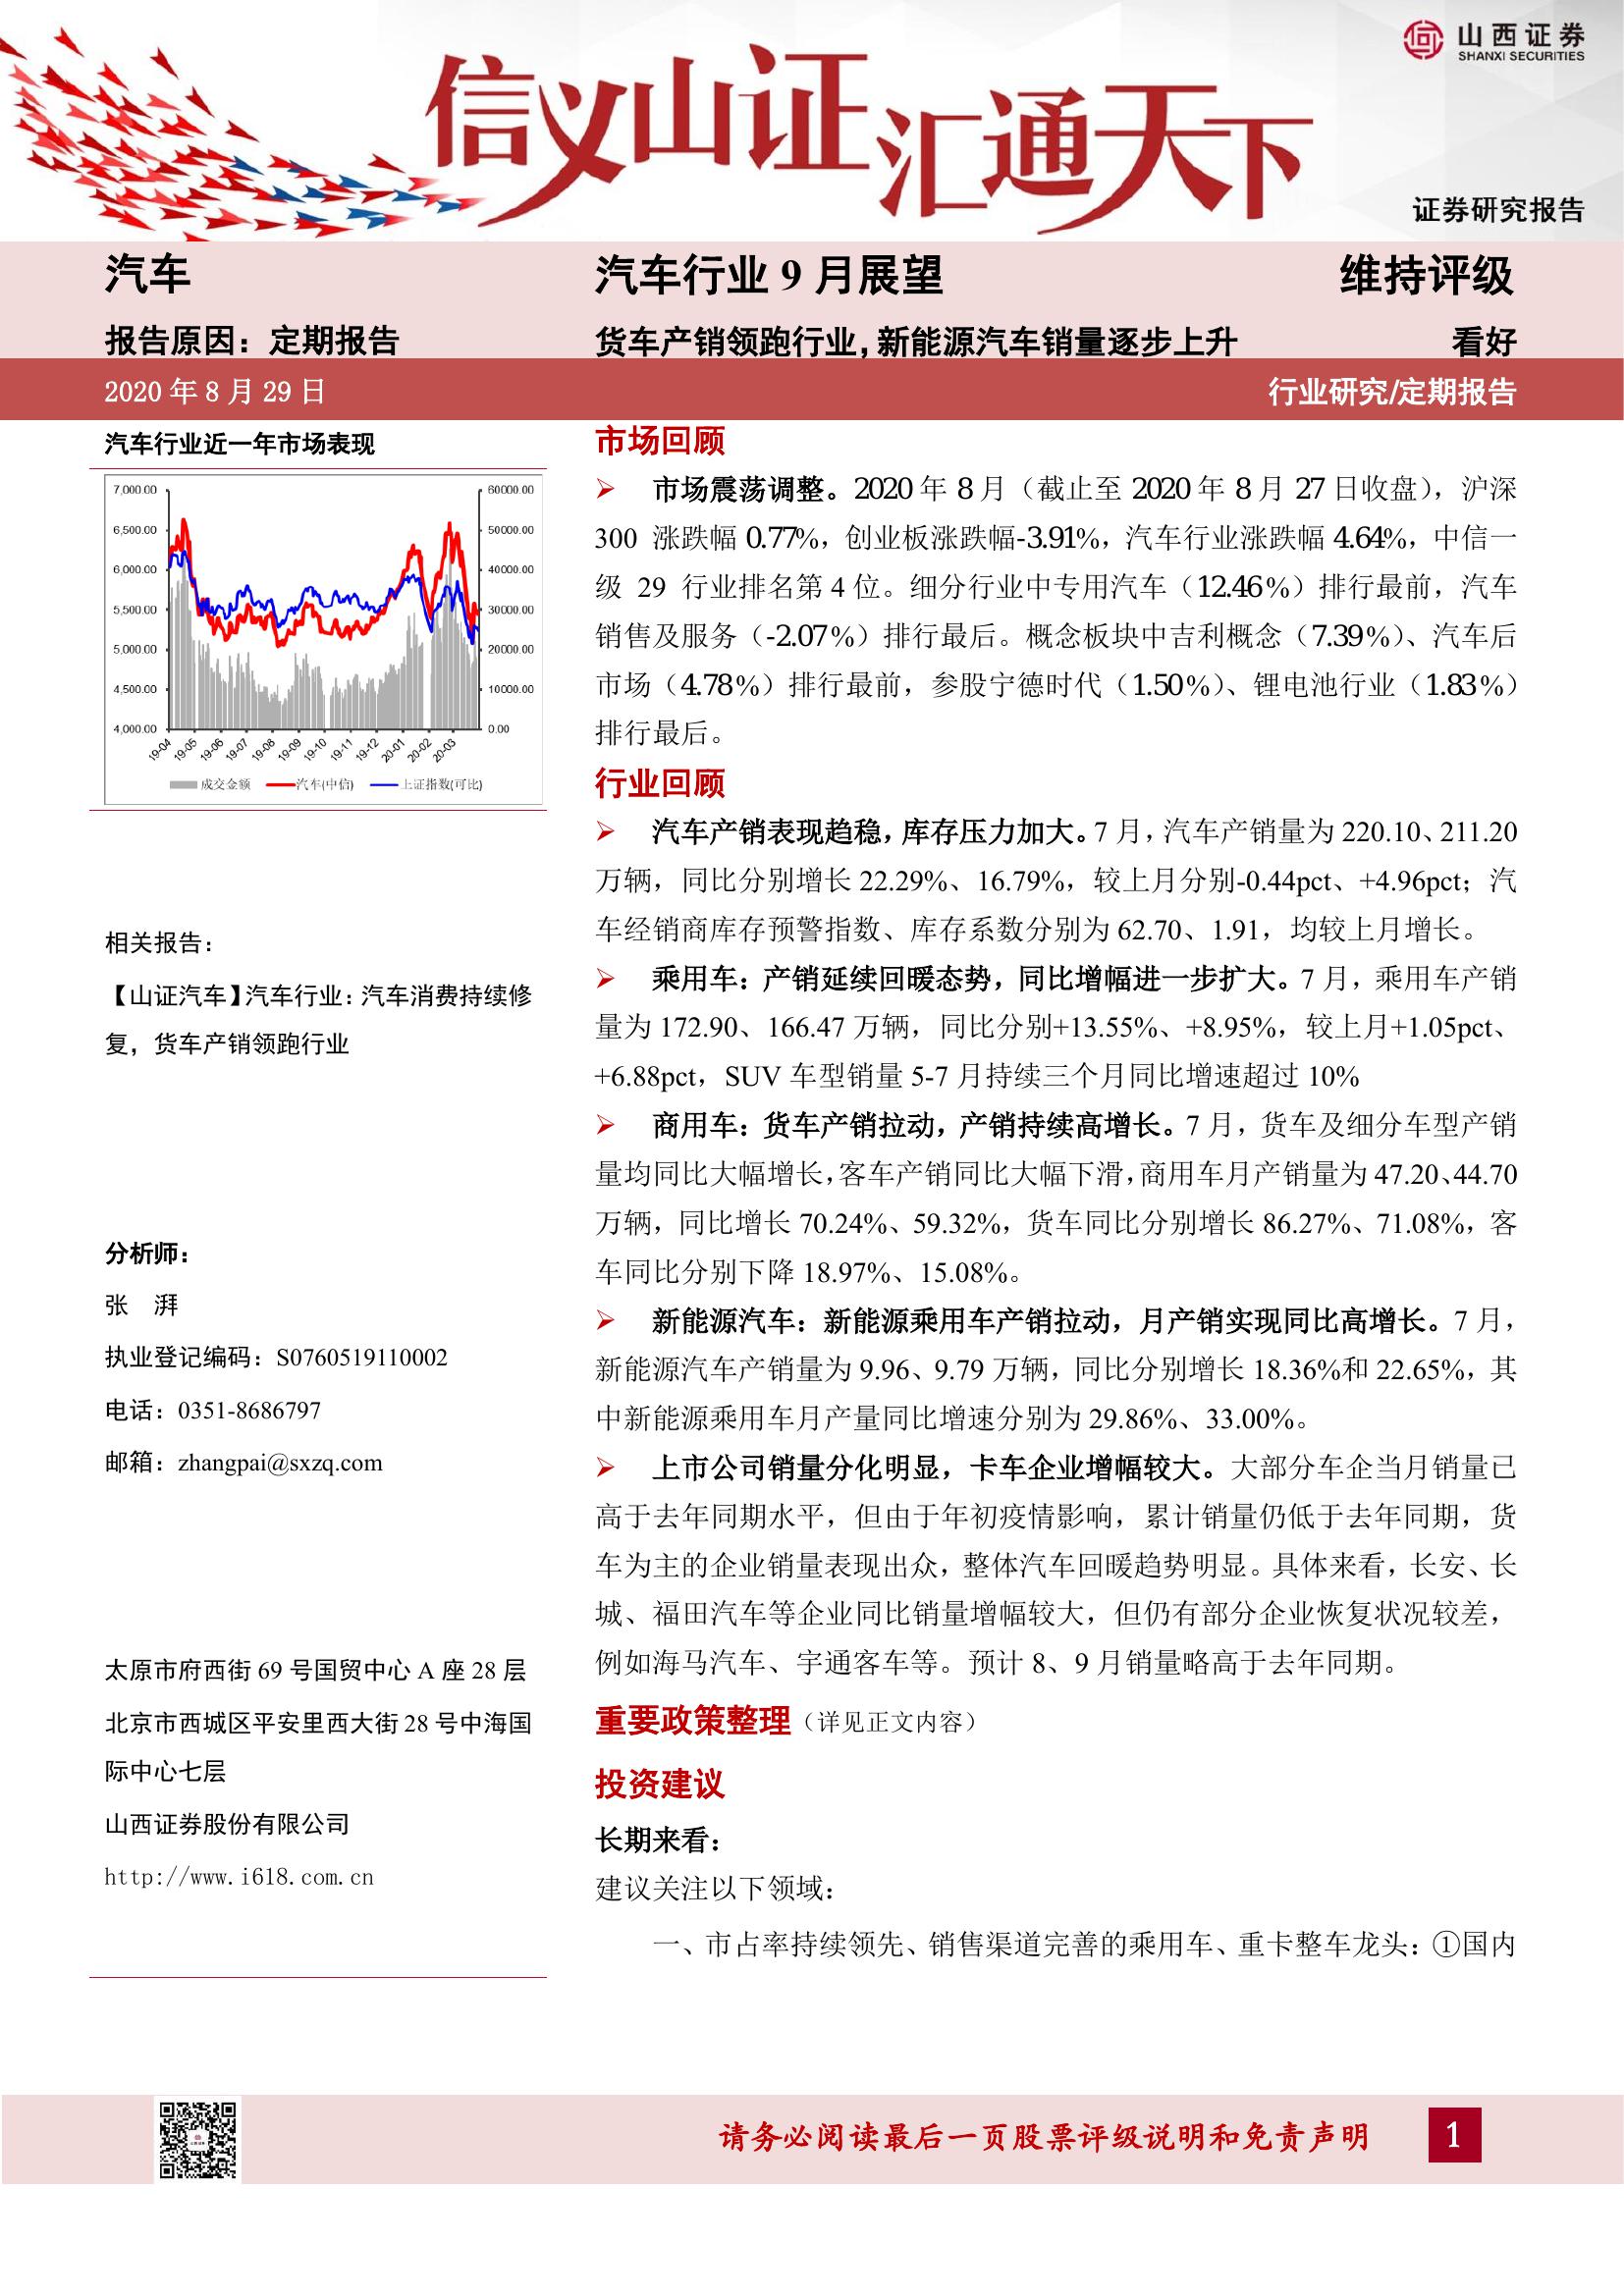 信义山证汇通天下
山西证券
SHANXI SECURITIES
证券研究报告
汽车
汽车行业 9 月展望
维持评级
报告原因：定期报告
货车产销领跑行业，新能源汽车销量逐步上升
看好
2020 年 8 月 29 日
行业研究/定期报告
汽车行业近一年市场表现
7,000.00
6,500.00
6,000.00
5,500.00
5,000.00
4,500.00
4,000.00
60000.00
50000.00
40000.00
30000.00
20000.00
10000.00
0.00
19-04
19-05
19-06
19-07
19-08
19-09
19-10
19-11
19-12
20-01
20-02
20-03
成交金额
汽车(中信)
上证指数(可比)
相关报告：
【山证汽车】汽车行业：汽车消费持续修
复，货车产销领跑行业
分析师：
张 湃
执业登记编码：S0760519110002
电话：0351-8686797
邮箱：zhangpai@sxzq.com
太原市府西街 69 号国贸中心 A 座 28 层
北京市西城区平安里西大街 28 号中海国
际中心七层
山西证券股份有限公司
http://www.i618.com.cn
市场回顾
➢ 市场震荡调整。2020 年 8 月（截止至 2020 年 8 月 27 日收盘），沪深
300 涨跌幅 0.77%，创业板涨跌幅-3.91%，汽车行业涨跌幅 4.64%，中信一
级 29 行业排名第 4 位。细分行业中专用汽车（12.46%）排行最前，汽车
销售及服务（-2.07%）排行最后。概念板块中吉利概念（7.39%）、汽车后
市场（4.78%）排行最前，参股宁德时代（1.50%）、锂电池行业（1.83%）
排行最后。
行业回顾
➢ 汽车产销表现趋稳，库存压力加大。7 月，汽车产销量为 220.10、211.20
万辆，同比分别增长 22.29%、16.79%，较上月分别-0.44pct、+4.96pct；汽
车经销商库存预警指数、库存系数分别为 62.70、1.91，均较上月增长。
➢ 乘用车：产销延续回暖态势，同比增幅进一步扩大。7 月，乘用车产销
量为 172.90、166.47 万辆，同比分别+13.55%、+8.95%，较上月+1.05pct、
+6.88pct，SUV 车型销量 5-7 月持续三个月同比增速超过 10%
➢ 商用车：货车产销拉动，产销持续高增长。7 月，货车及细分车型产销
量均同比大幅增长，客车产销同比大幅下滑，商用车月产销量为 47.20、44.70
万辆，同比增长 70.24%、59.32%，货车同比分别增长 86.27%、71.08%，客
车同比分别下降 18.97%、15.08%。
➢ 新能源汽车：新能源乘用车产销拉动，月产销实现同比高增长。7 月，
新能源汽车产销量为 9.96、9.79 万辆，同比分别增长 18.36%和 22.65%，其
中新能源乘用车月产量同比增速分别为 29.86%、33.00%。
➢ 上市公司销量分化明显，卡车企业增幅较大。大部分车企当月销量已
高于去年同期水平，但由于年初疫情影响，累计销量仍低于去年同期，货
车为主的企业销量表现出众，整体汽车回暖趋势明显。具体来看，长安、长
城、福田汽车等企业同比销量增幅较大，但仍有部分企业恢复状况较差，
例如海马汽车、宇通客车等。预计 8、9 月销量略高于去年同期。
重要政策整理（详见正文内容）
投资建议
长期来看：
建议关注以下领域：
一、市占率持续领先、销售渠道完善的乘用车、重卡整车龙头：①国内
请务必阅读最后一页股票评级说明和免责声明
1